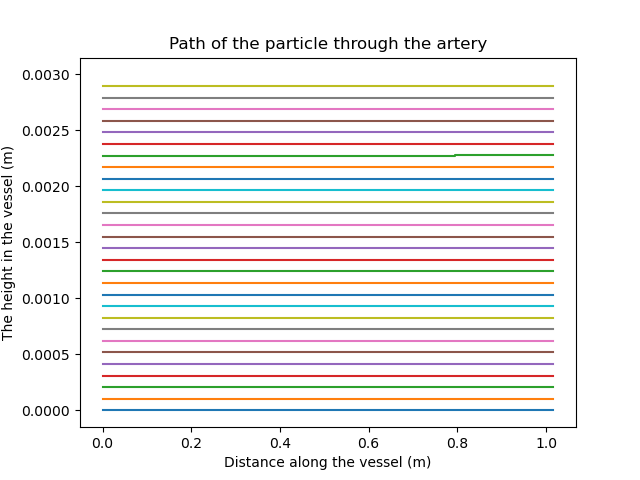 Path of the particle through the artery
The height in the vessel (m)
0.0030
0.0025
0.0020
0.0015
0.0010
0.0005
0.0000
0.0 0.2 0.4 0.6 0.8 1.0
Distance along the vessel (m)